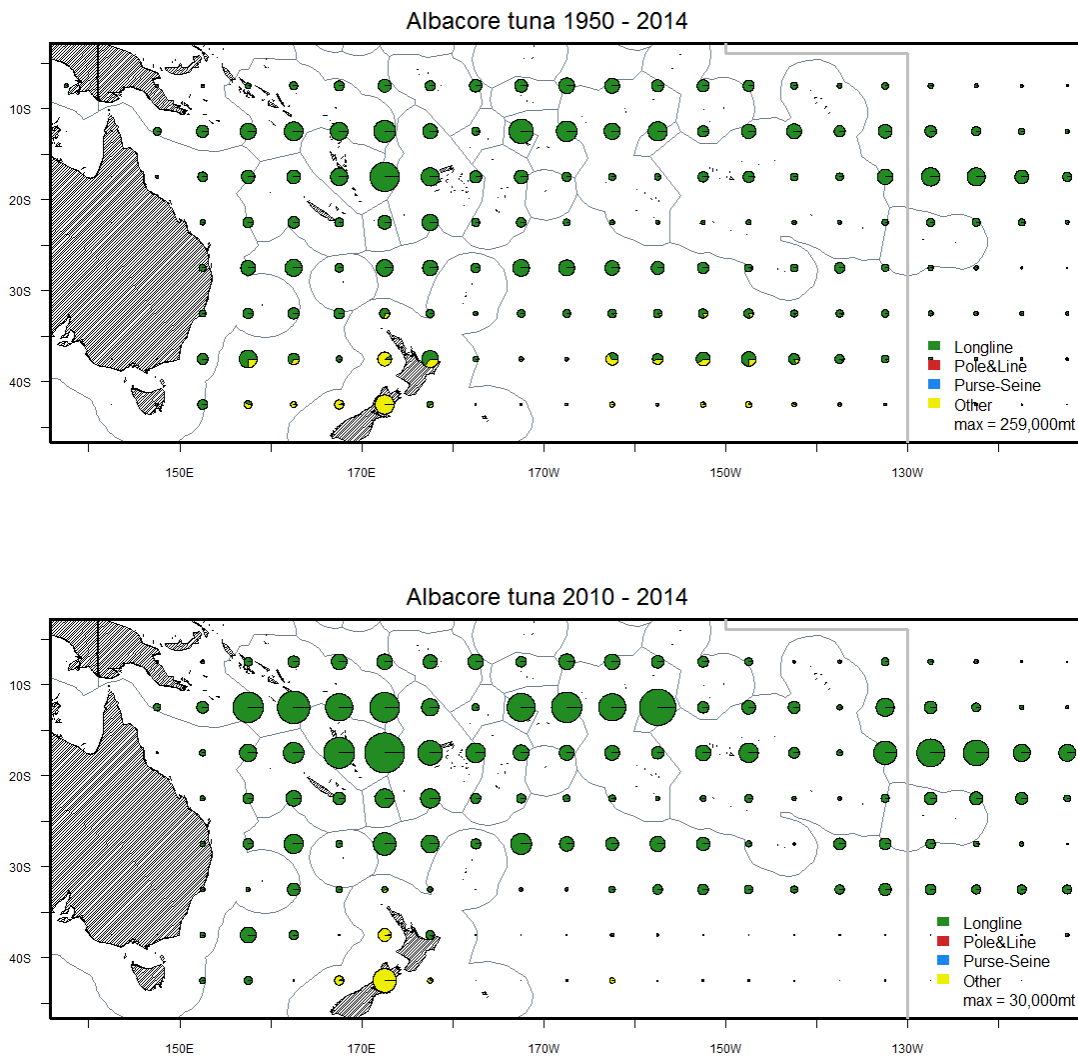 Albacore tuna 1950 - 2014
10S
20S
30S
40S
Longline
Pole&Line
Purse-Seine
Other
max = 259,000mt
150E 170E 170W 150W 130W
Albacore tuna 2010 - 2014
10S
20S
30S
40S
Longline
Pole&Line
Purse-Seine
Other
max = 30,000mt
150E 170E 170W 150W 130W